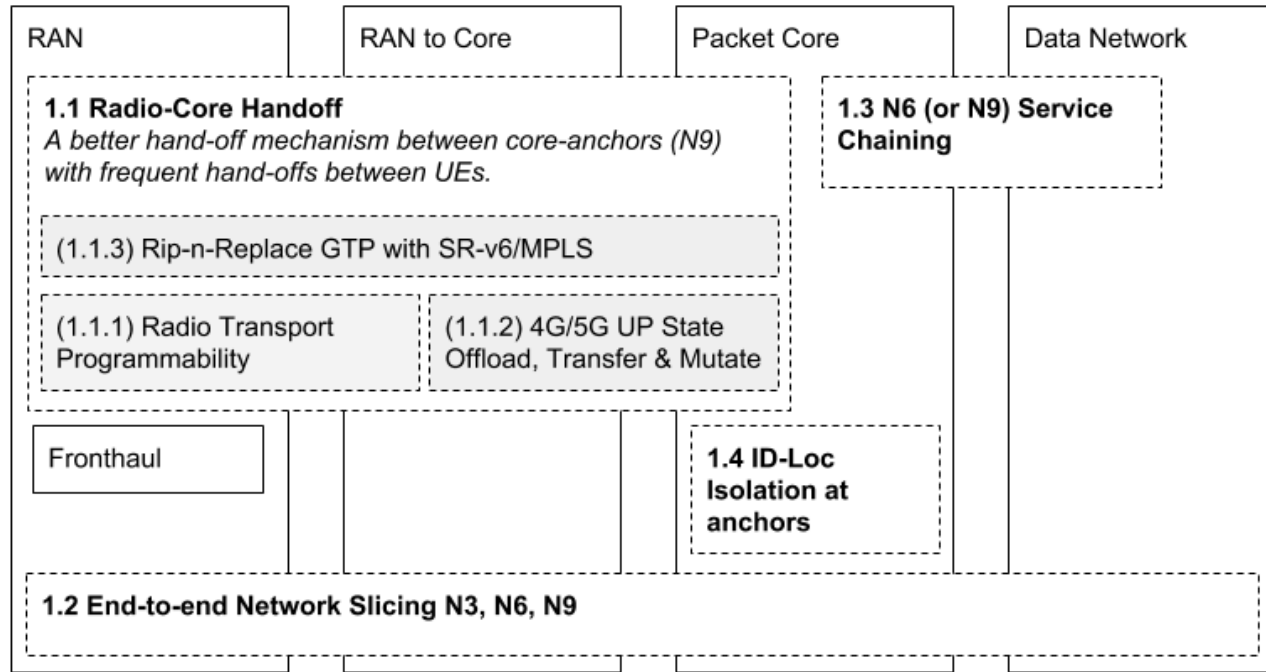 RAN
RAN to Core
Packet Core
Data Network
1.1 Radio-Core Handoff
A better hand-off mechanism between core-anchors (N9)
with frequent hand-offs between UEs.
1.3 N6 (or N9) Service
Chaining
(1.1.3) Rip-n-Replace GTP with SR-v6/MPLS
(1.1.1) Radio Transport
Programmability
(1.1.2) 4G/5G UP State
Offload, Transfer & Mutate
Fronthaul
1.4 ID-Loc
Isolation at
anchors
1.2 End-to-end Network Slicing N3, N6, N9